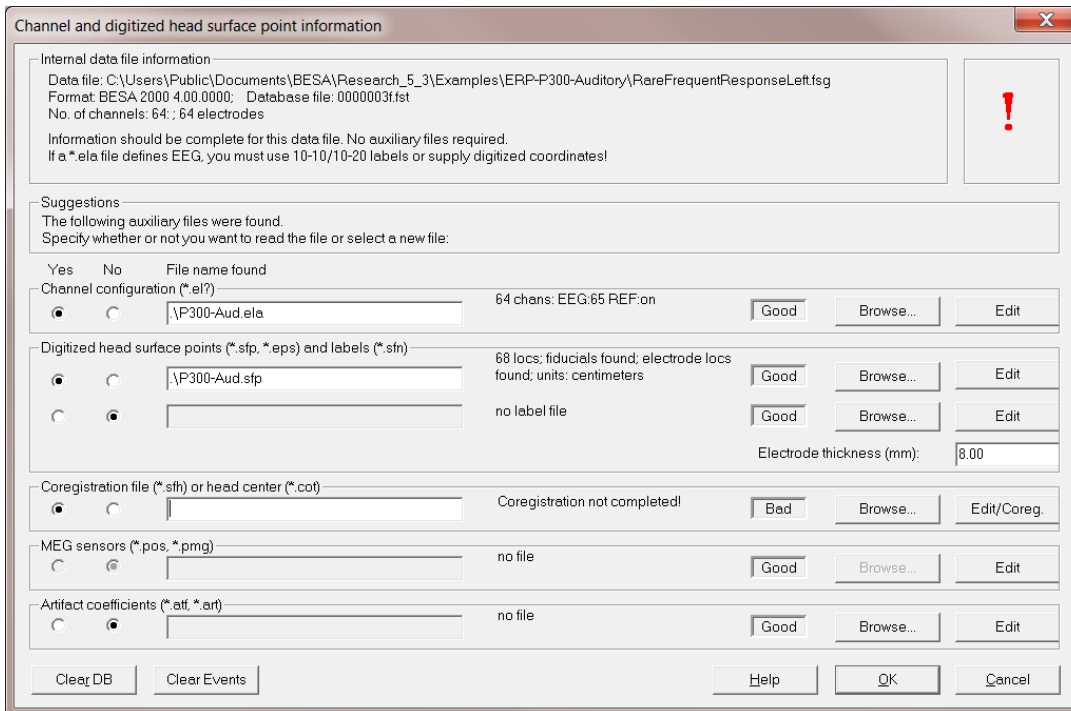 Channel and digitized head surface point information
Internal data file information
Data file: C:\Users\Public\Documents\BESA\Research_5_3\Examples\ERP-P300-Auditory\RareFrequentResponseLeft.fsg
Format: BESA 2000 4.00.0000;   Database file: 0000003f.fst
No. of channels: 64: ; 64 electrodes
Information should be complete for this data file. No auxiliary files required.
If a *.ela file defines EEG, you must use 10-10/10-20 labels or supply digitized coordinates!
!
Suggestions
The following auxiliary files were found.
Specify whether or not you want to read the file or select a new file:
Yes No File name found
Channel configuration (*.el?)
.\P300-Aud.ela 64 chans: EEG:65 REF:on Good Browse... Edit
Digitized head surface points (*.sfp, *.eps) and labels (*.sfn)
.\P300-Aud.sfp 68 locs; fiducials found; electrode locs
found; units: centimeters Good Browse... Edit
no label file Good Browse... Edit
Electrode thickness (mm): 8.00
Coregistration file (*.sfh) or head center (*.cot)
Coregistration not completed! Bad Browse... Edit/Coreg.
MEG sensors (*.pos, *.pmg)
no file Good Browse... Edit
Artifact coefficients (*.atf, *.art)
no file Good Browse... Edit
Clear DB Clear Events Help OK Cancel